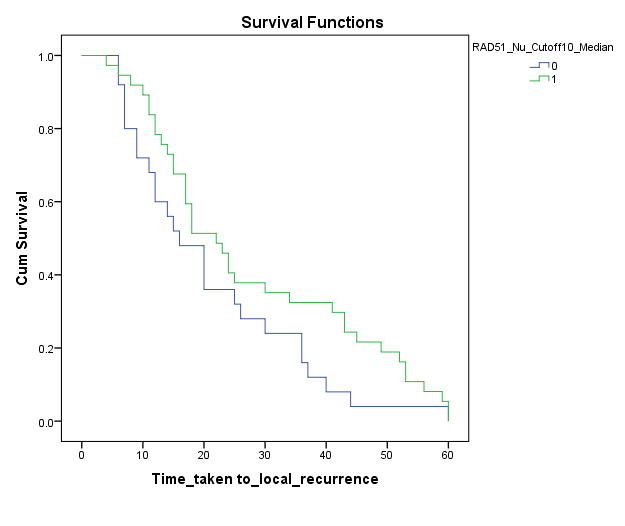 Survival Functions
RAD51_Nu_Cutoff10_Median
0
1
Cum Survival
1.0
0.8
0.6
0.4
0.2
0.0
0 10 20 30 40 50 60
Time_taken to_local_recurrence